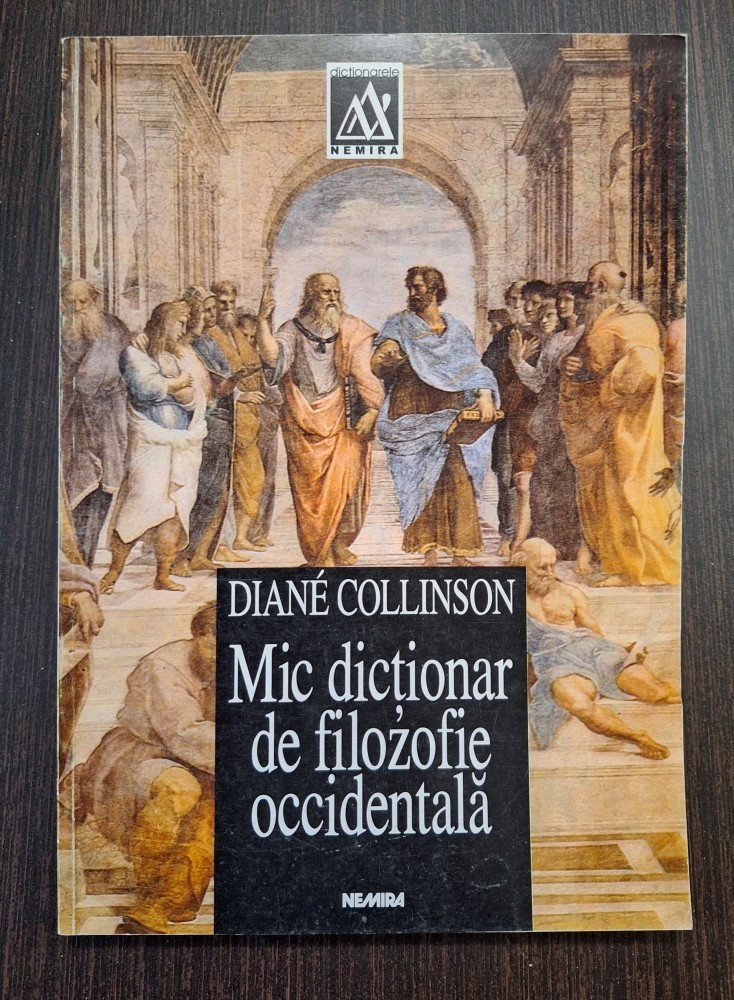 dicționarele
NEMIRA
DIANÉ COLLINSON
Mic dicționar
de filozofie
occidentală
NEMIRA